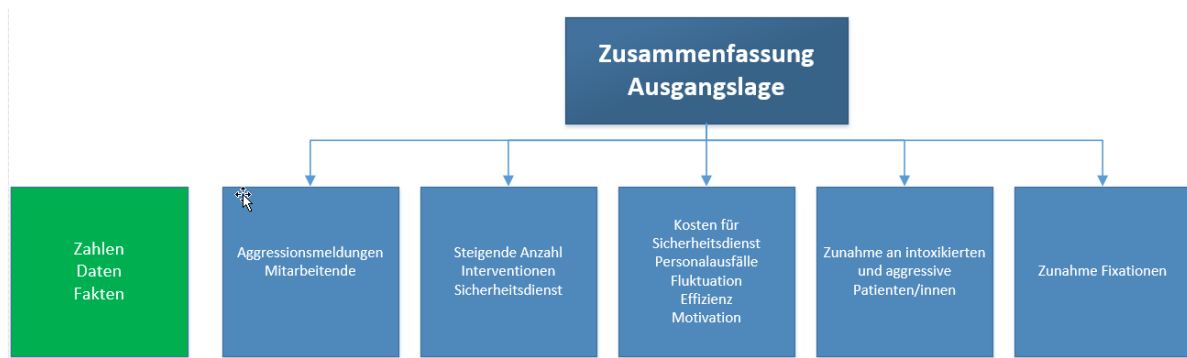 Zusammenfassung
Ausgangslage
Zahlen
Daten
Fakten
Aggressionsmeldungen
Mitarbeitende
Steigende Anzahl
Interventionen
Sicherheitsdienst
Kosten für
Sicherheitsdienst
Personalausfälle
Fluktuation
Effizienz
Motivation
Zunahme an intoxikierten
und aggressive
Patienten/innen
Zunahme Fixationen